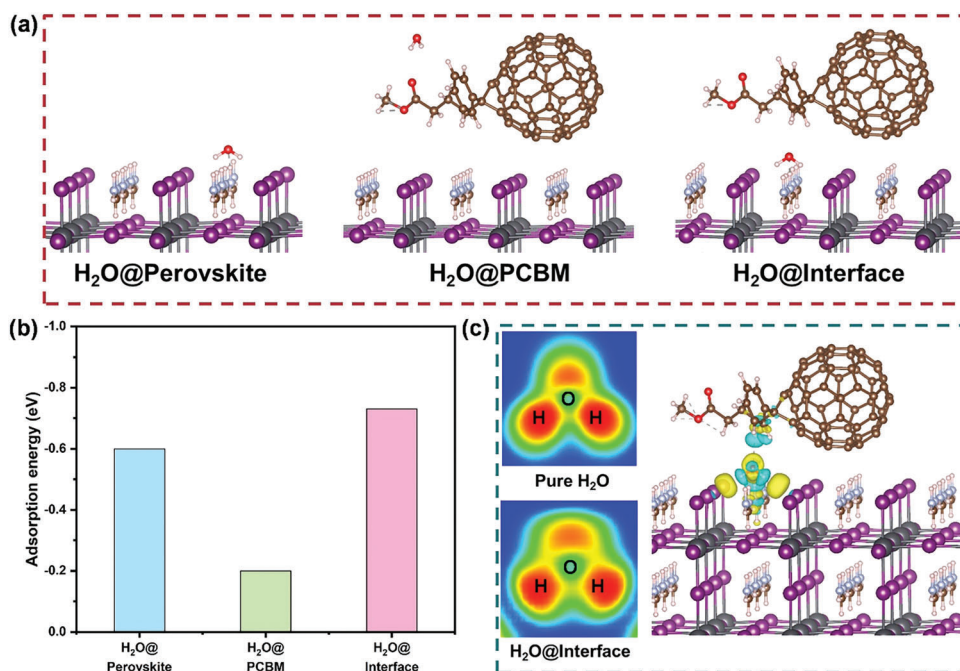 (a)
H₂O@Perovskite
H₂O@PCBM
H₂O@Interface
(b)
Adsorption energy (eV)
-1.0
-0.8
-0.6
-0.4
-0.2
0.0
H₂O@
Perovskite
H₂O@
PCBM
H₂O@
Interface
(c)
O
H H
Pure H₂O
O
H H
H₂O@Interface